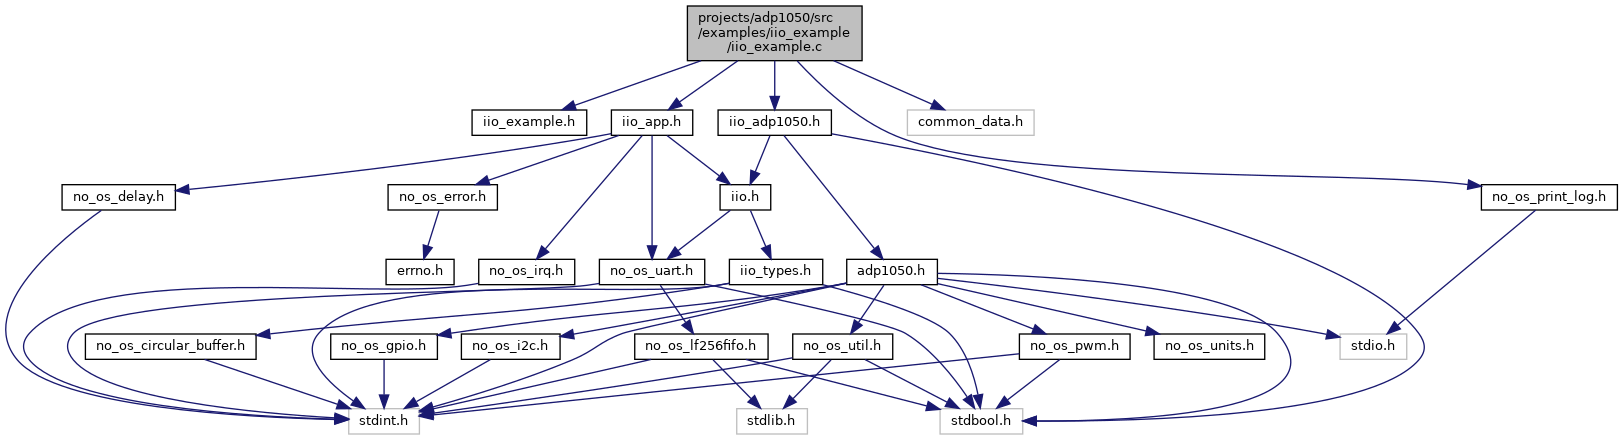 projects/adp1050/src
/examples/iio_example
/iio_example.c
iio_example.h
iio_app.h
iio_adp1050.h
common_data.h
no_os_delay.h
no_os_error.h
iio.h
no_os_print_log.h
errno.h
no_os_irq.h
no_os_uart.h
iio_types.h
adp1050.h
no_os_circular_buffer.h
no_os_gpio.h
no_os_i2c.h
no_os_lf256fifo.h
no_os_util.h
no_os_pwm.h
no_os_units.h
stdio.h
stdint.h
stdlib.h
stdbool.h